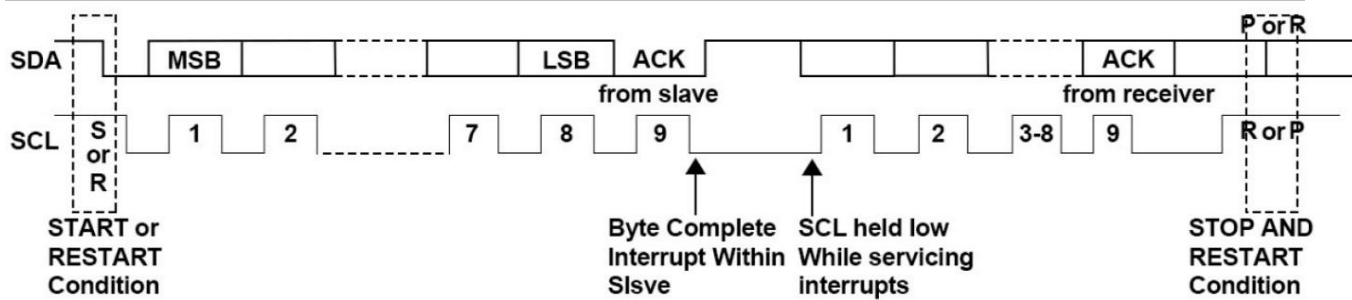 P or R
SDA MSB LSB ACK ACK
from slave from receiver
SCL S or R 1 2 7 8 9 1 2 3-8 9 R or P
START or RESTART Condition
Byte Complete Interrupt Within SIsve
SCL held low While servicing interrupts
STOP AND RESTART Condition